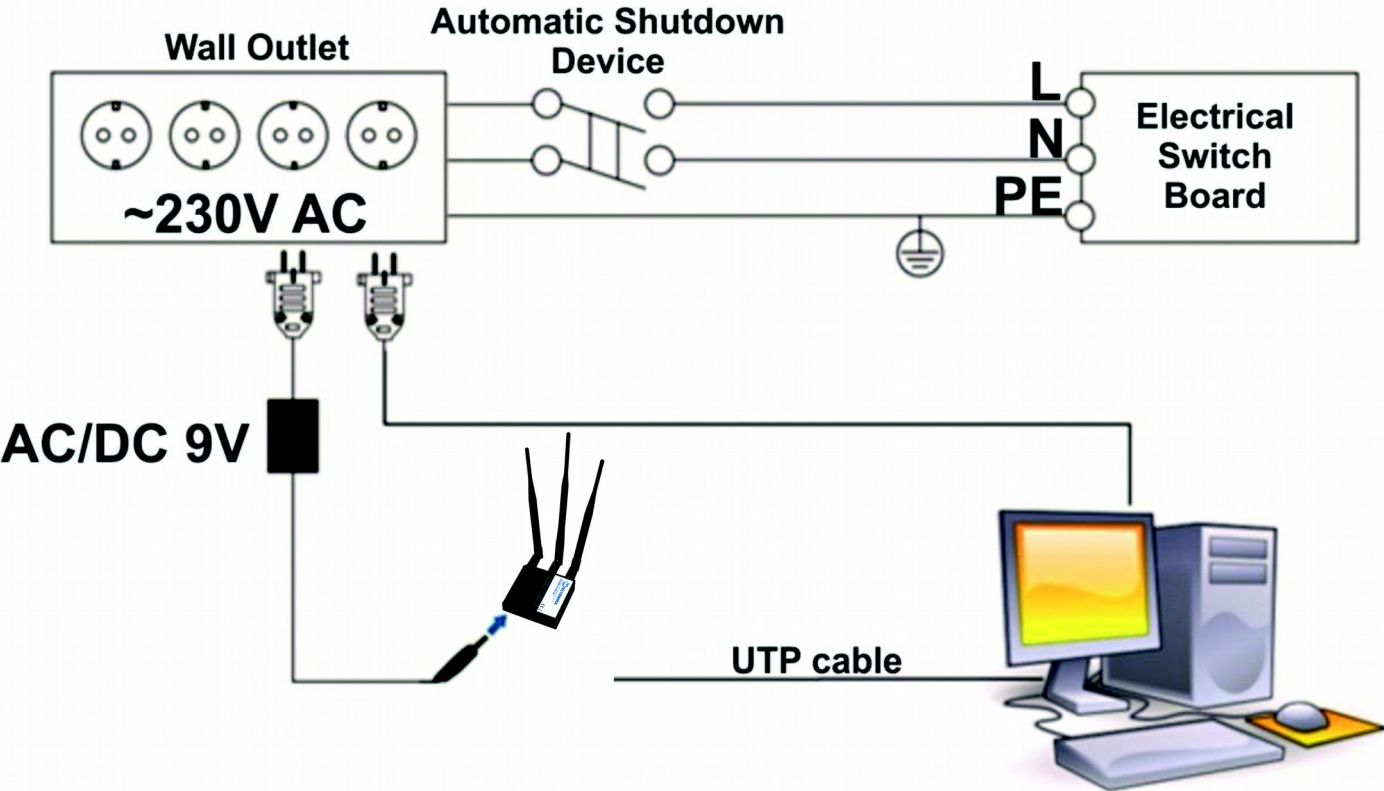 Wall Outlet
Automatic Shutdown
Device
~230V AC
L
N
PE
Electrical
Switch
Board
AC/DC 9V
UTP cable